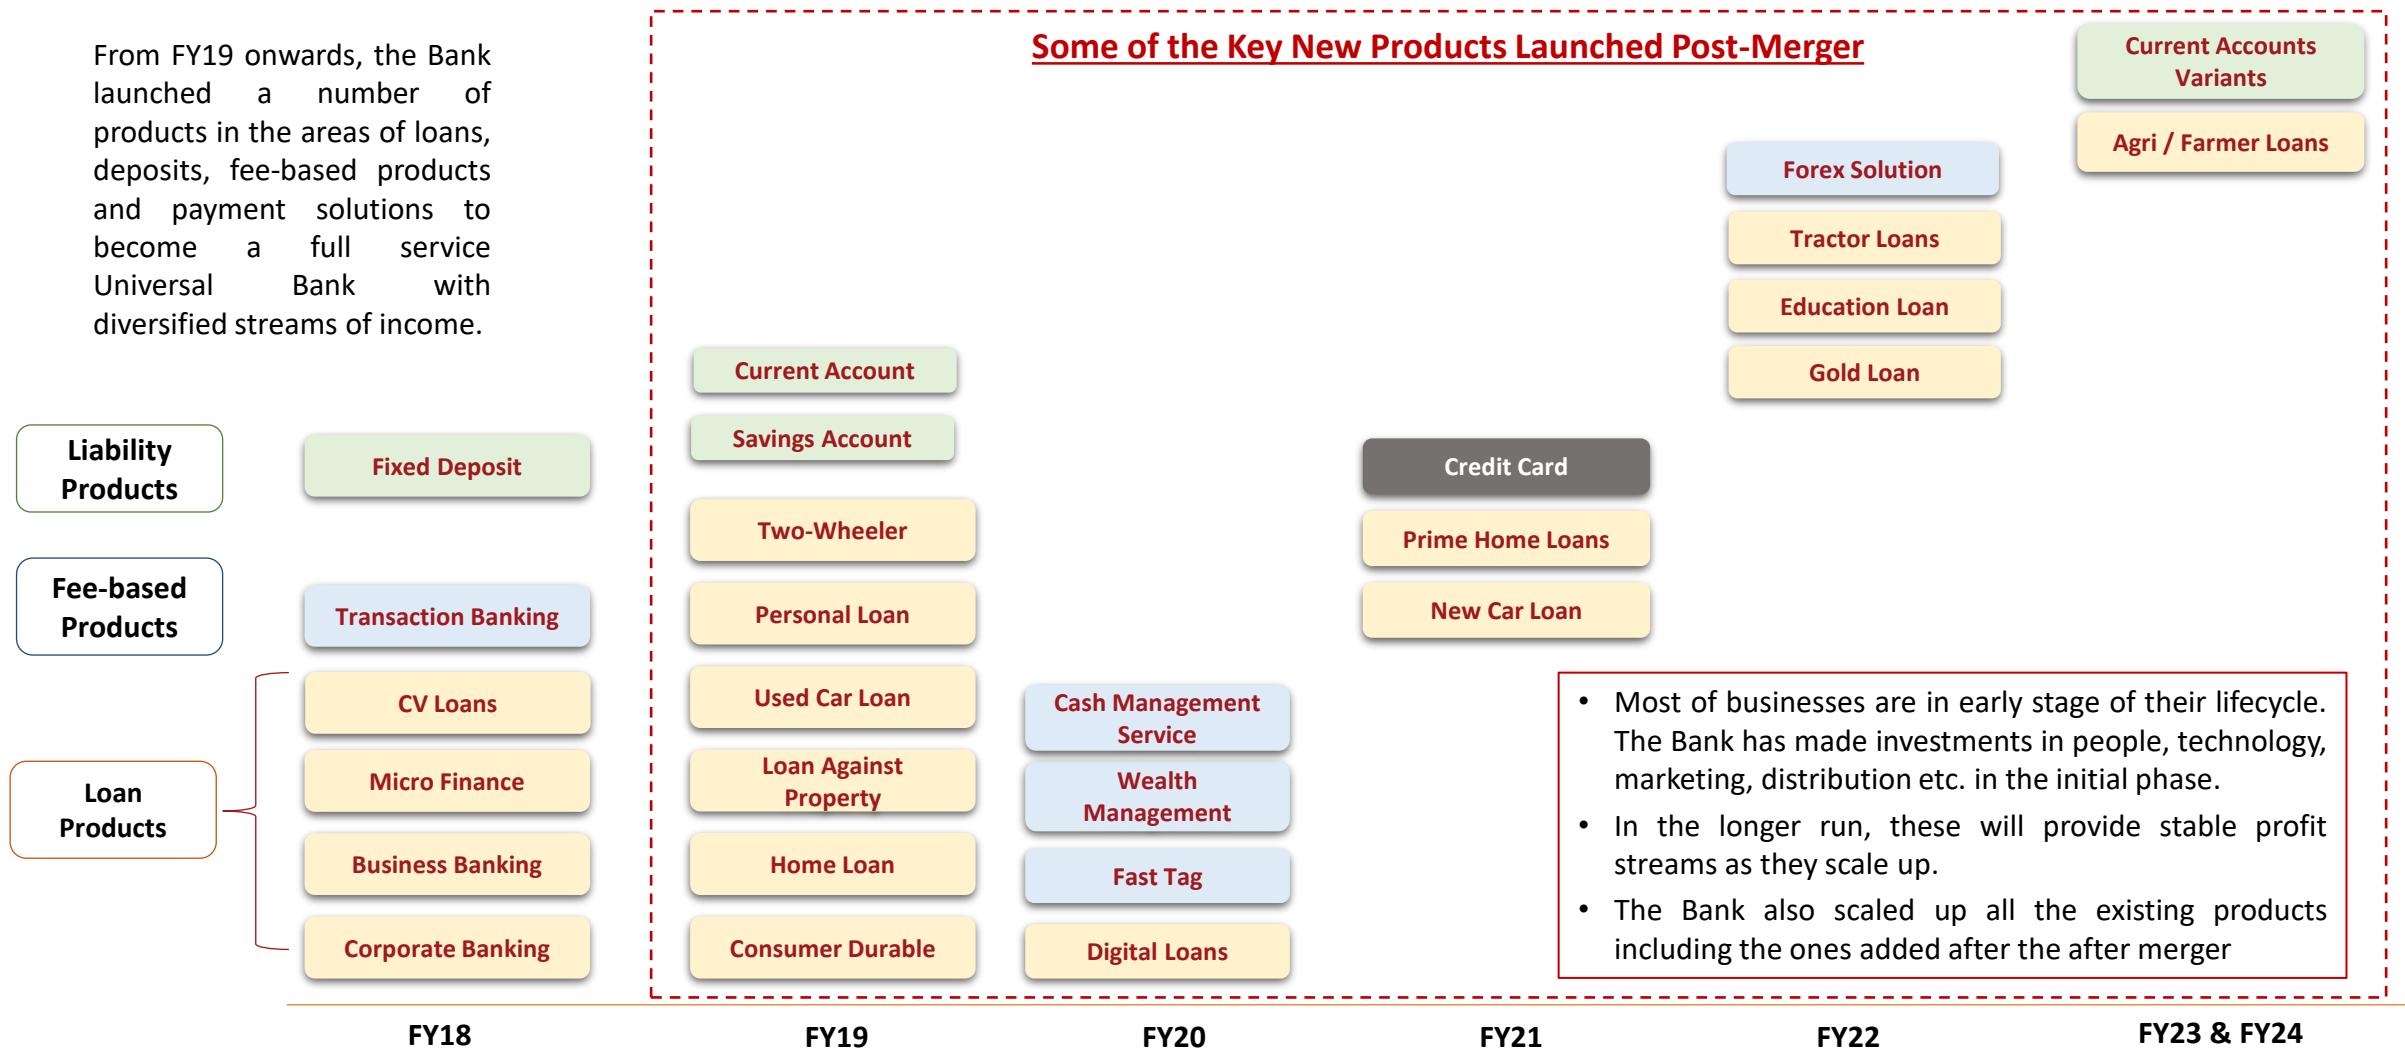 From FY19 onwards, the Bank
launched a number of
products in the areas of loans,
deposits, fee-based products
and payment solutions to
become a full service
Universal Bank with
diversified streams of income.
Some of the Key New Products Launched Post-Merger
Liability
Products
Fee-based
Products
Loan
Products
Fixed Deposit
Transaction Banking
CV Loans
Micro Finance
Business Banking
Corporate Banking
Current Account
Savings Account
Two-Wheeler
Personal Loan
Used Car Loan
Loan Against
Property
Home Loan
Consumer Durable
Cash Management
Service
Wealth
Management
Fast Tag
Digital Loans
Credit Card
Prime Home Loans
New Car Loan
Forex Solution
Tractor Loans
Education Loan
Gold Loan
Current Accounts
Variants
Agri / Farmer Loans
• Most of businesses are in early stage of their lifecycle.
The Bank has made investments in people, technology,
marketing, distribution etc. in the initial phase.
• In the longer run, these will provide stable profit
streams as they scale up.
• The Bank also scaled up all the existing products
including the ones added after the after merger
FY18
FY19
FY20
FY21
FY22
FY23 & FY24